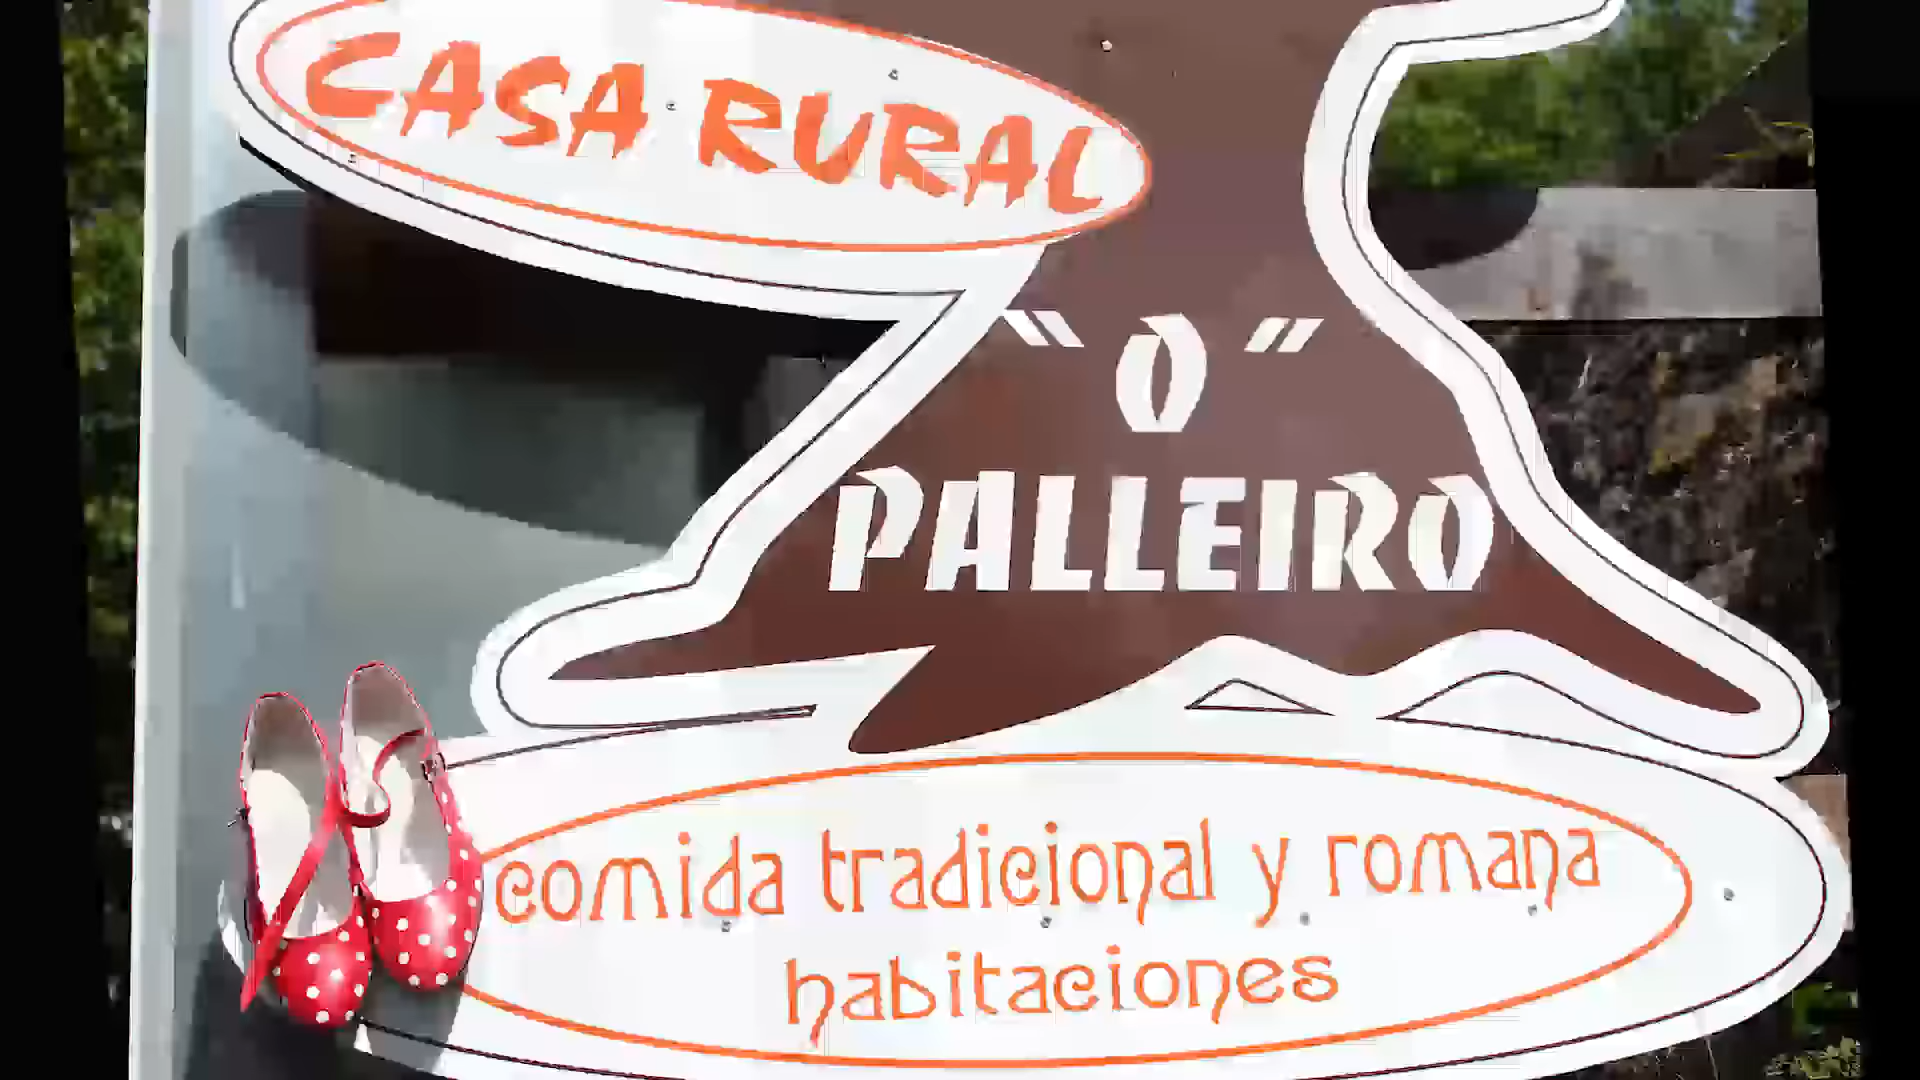 CASA RURAL
"O"
PALLEIRO
comida tradicional y romana
habitaciones